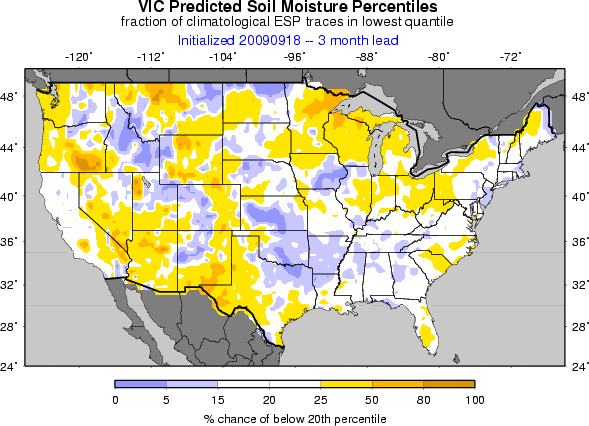 VIC Predicted Soil Moisture Percentiles
fraction of climatological ESP traces in lowest quantile
Initialized 20090918 -- 3 month lead
-120° -112° -104° -96° -88° -80° -72°
48° 48°
44° 44°
40° 40°
36° 36°
32° 32°
28° 28°
24° 24°
0 5 15 20 25 50 80 100
% chance of below 20th percentile